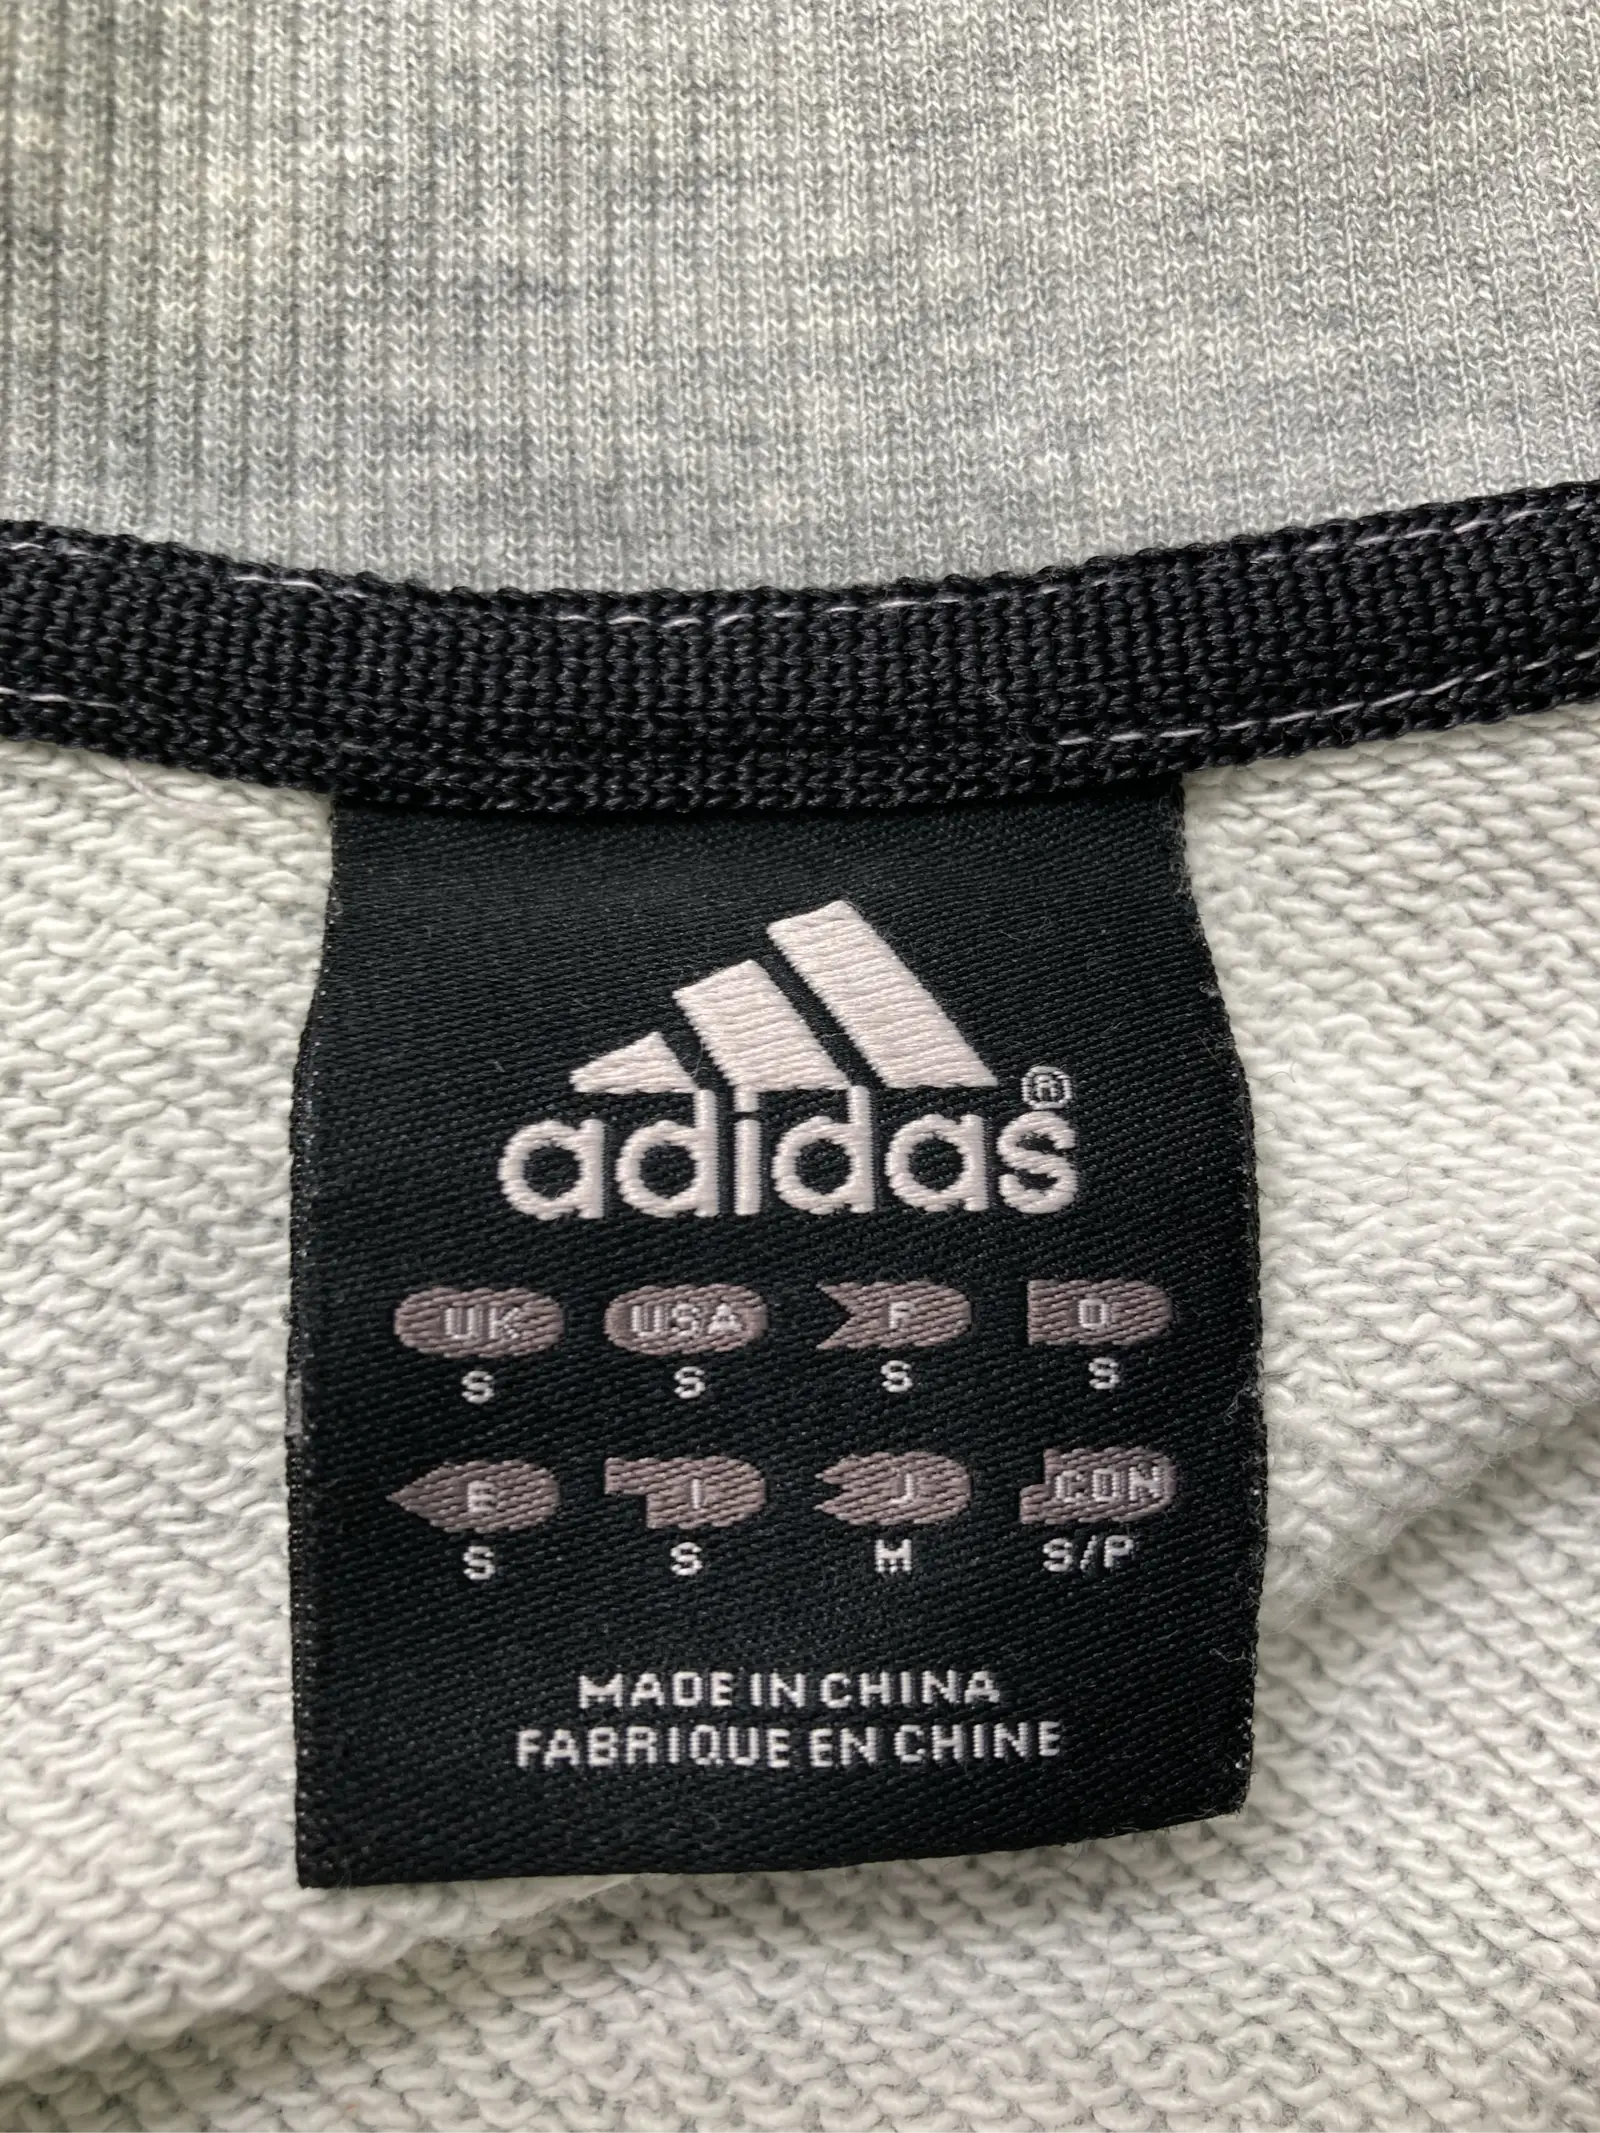 adidas®
UK USA F D
S S S S
E I J CDN
S S M S/P
MADE IN CHINA
FABRIQUE EN CHINE